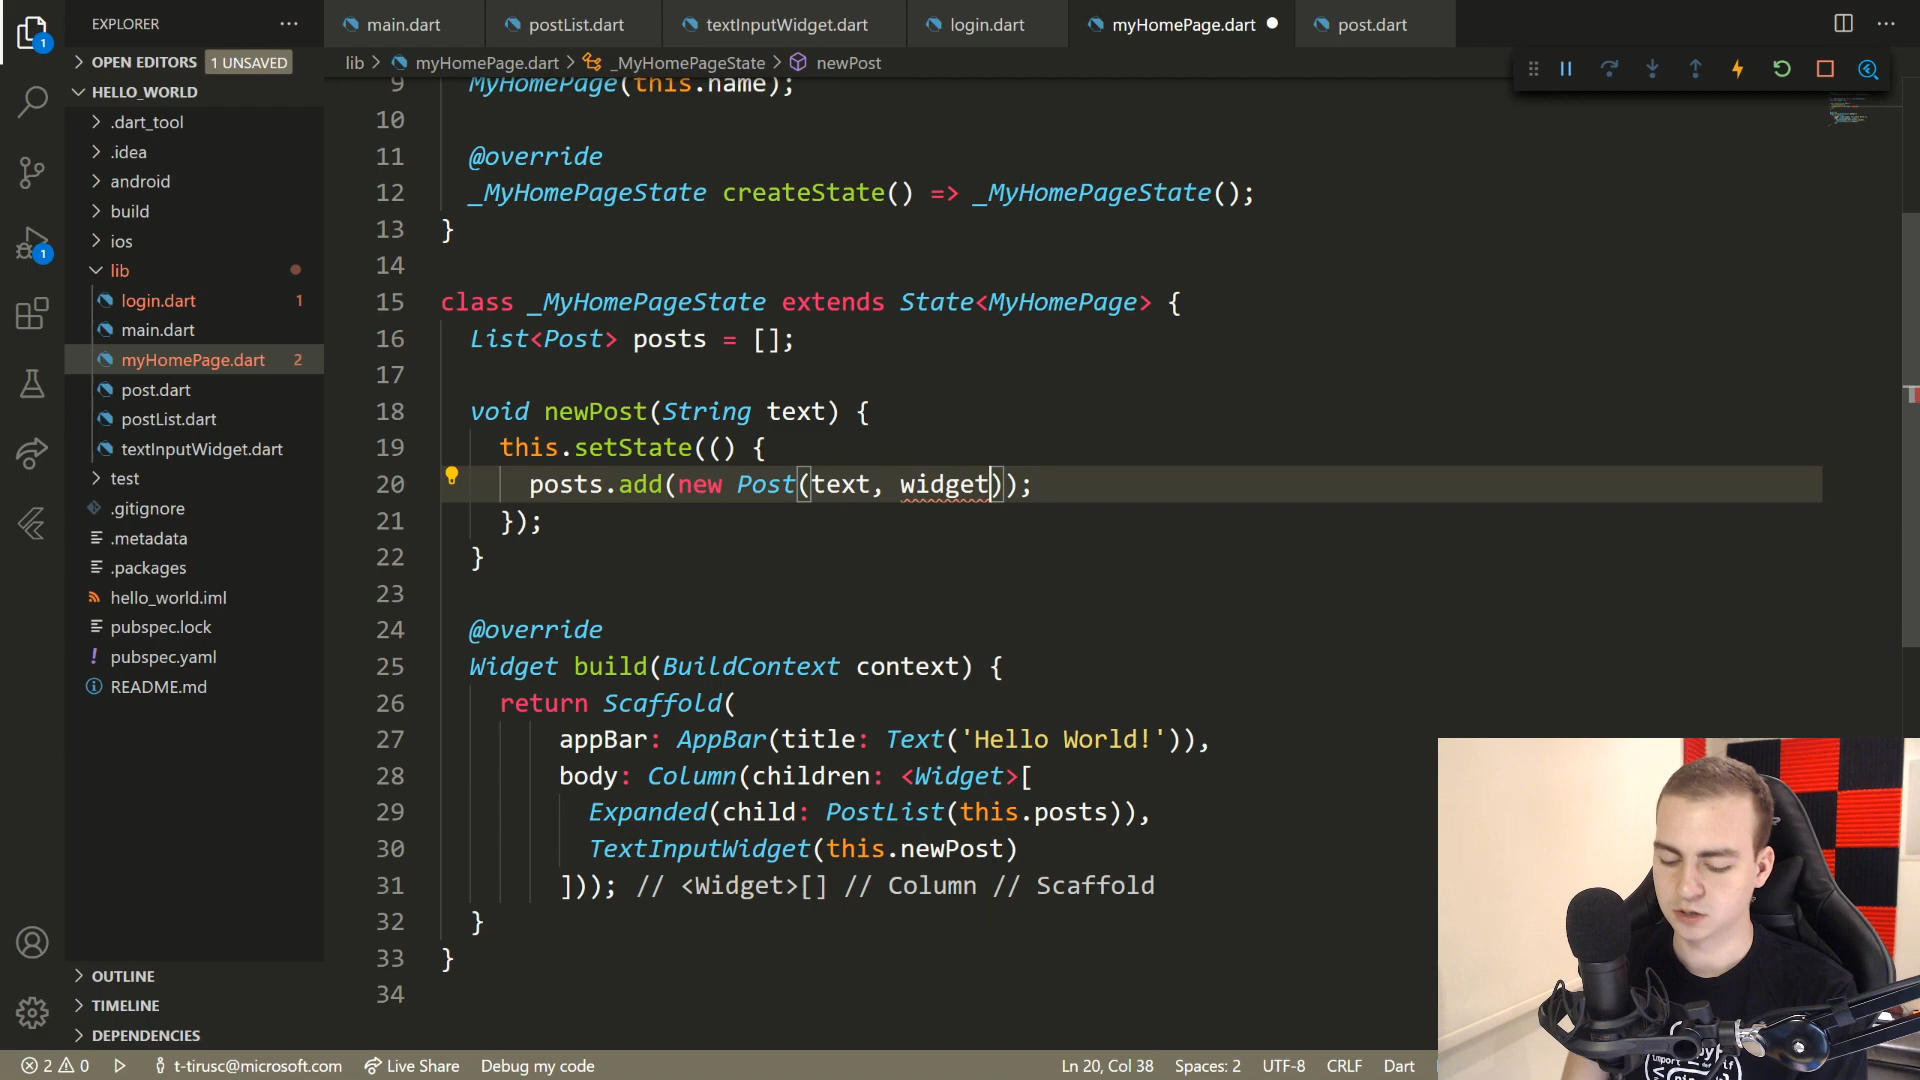 EXPLORER
main.dart
postList.dart
textInputWidget.dart
login.dart
myHomePage.dart
post.dart
OPEN EDITORS 1 UNSAVED
lib > myHomePage.dart > _MyHomePageState > newPost
HELLO_WORLD
.dart_tool
.idea
android
build
ios
lib
login.dart 1
main.dart
myHomePage.dart 2
post.dart
postList.dart
textInputWidget.dart
test
.gitignore
.metadata
.packages
hello_world.iml
pubspec.lock
pubspec.yaml
README.md
OUTLINE
TIMELINE
DEPENDENCIES
1
1
9 MyHomePage(this.name);
10
11 @override
12 _MyHomePageState createState() => _MyHomePageState();
13 }
14
15 class _MyHomePageState extends State<MyHomePage> {
16 List<Post> posts = [];
17
18 void newPost(String text) {
19 this.setState(() {
20 posts.add(new Post(text, widget));
21 });
22 }
23
24 @override
25 Widget build(BuildContext context) {
26 return Scaffold(
27 appBar: AppBar(title: Text('Hello World!')),
28 body: Column(children: <Widget>[
29 Expanded(child: PostList(this.posts)),
30 TextInputWidget(this.newPost)
31 ])); // <Widget>[] // Column // Scaffold
32 }
33 }
34
2 0 t-tirusc@microsoft.com Live Share Debug my code Ln 20, Col 38 Spaces: 2 UTF-8 CRLF Dart